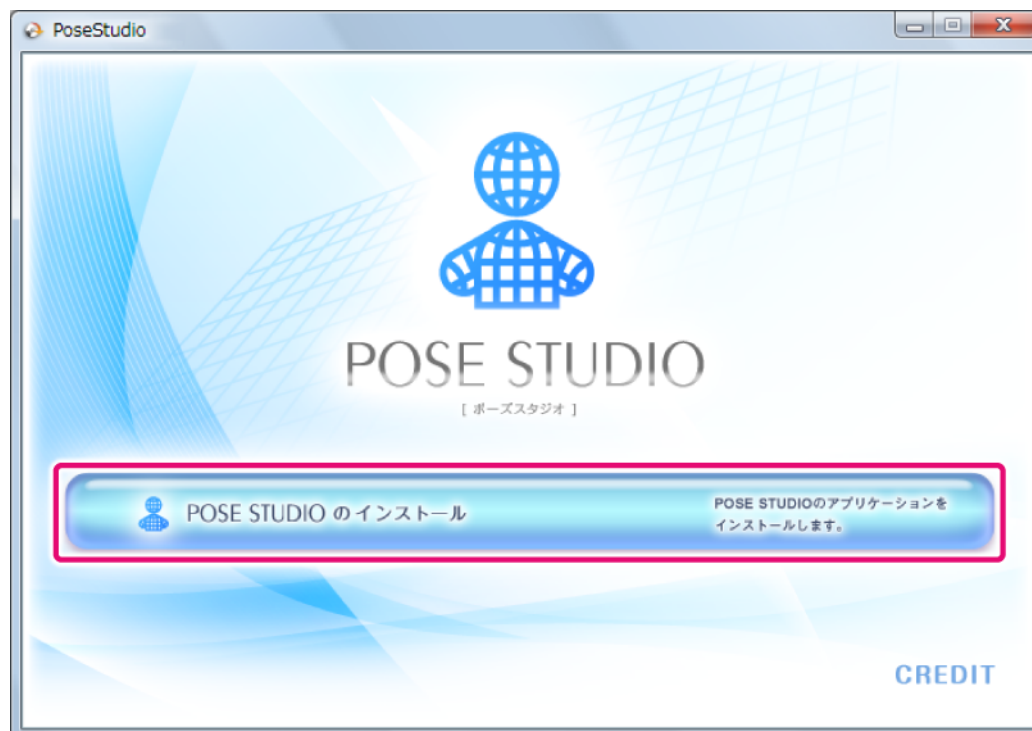 PoseStudio
POSE STUDIO
[ ポーズスタジオ ]
POSE STUDIO のインストール
POSE STUDIOのアプリケーションを
インストールします。
CREDIT